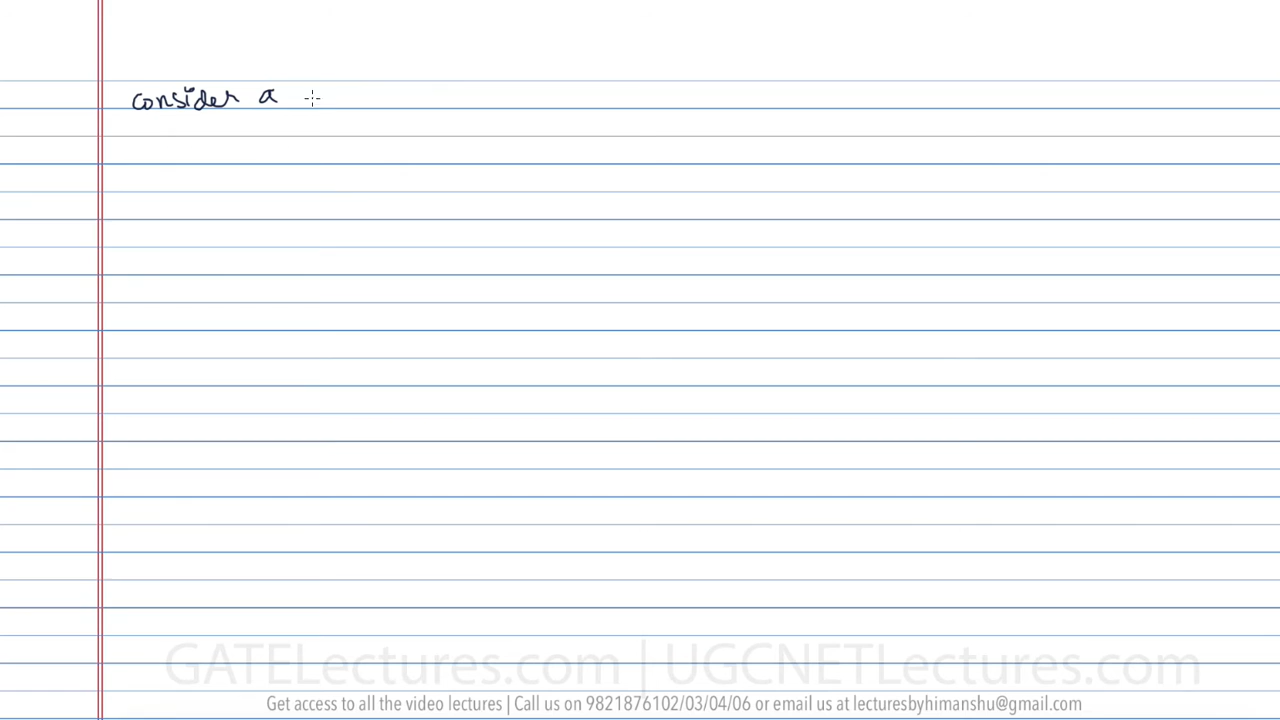 consider a
GATELectures.com | UGCNETLectures.com
Get access to all the video lectures | Call us on 9821876102/03/04/06 or email us at lecturesbyhimanshu@gmail.com